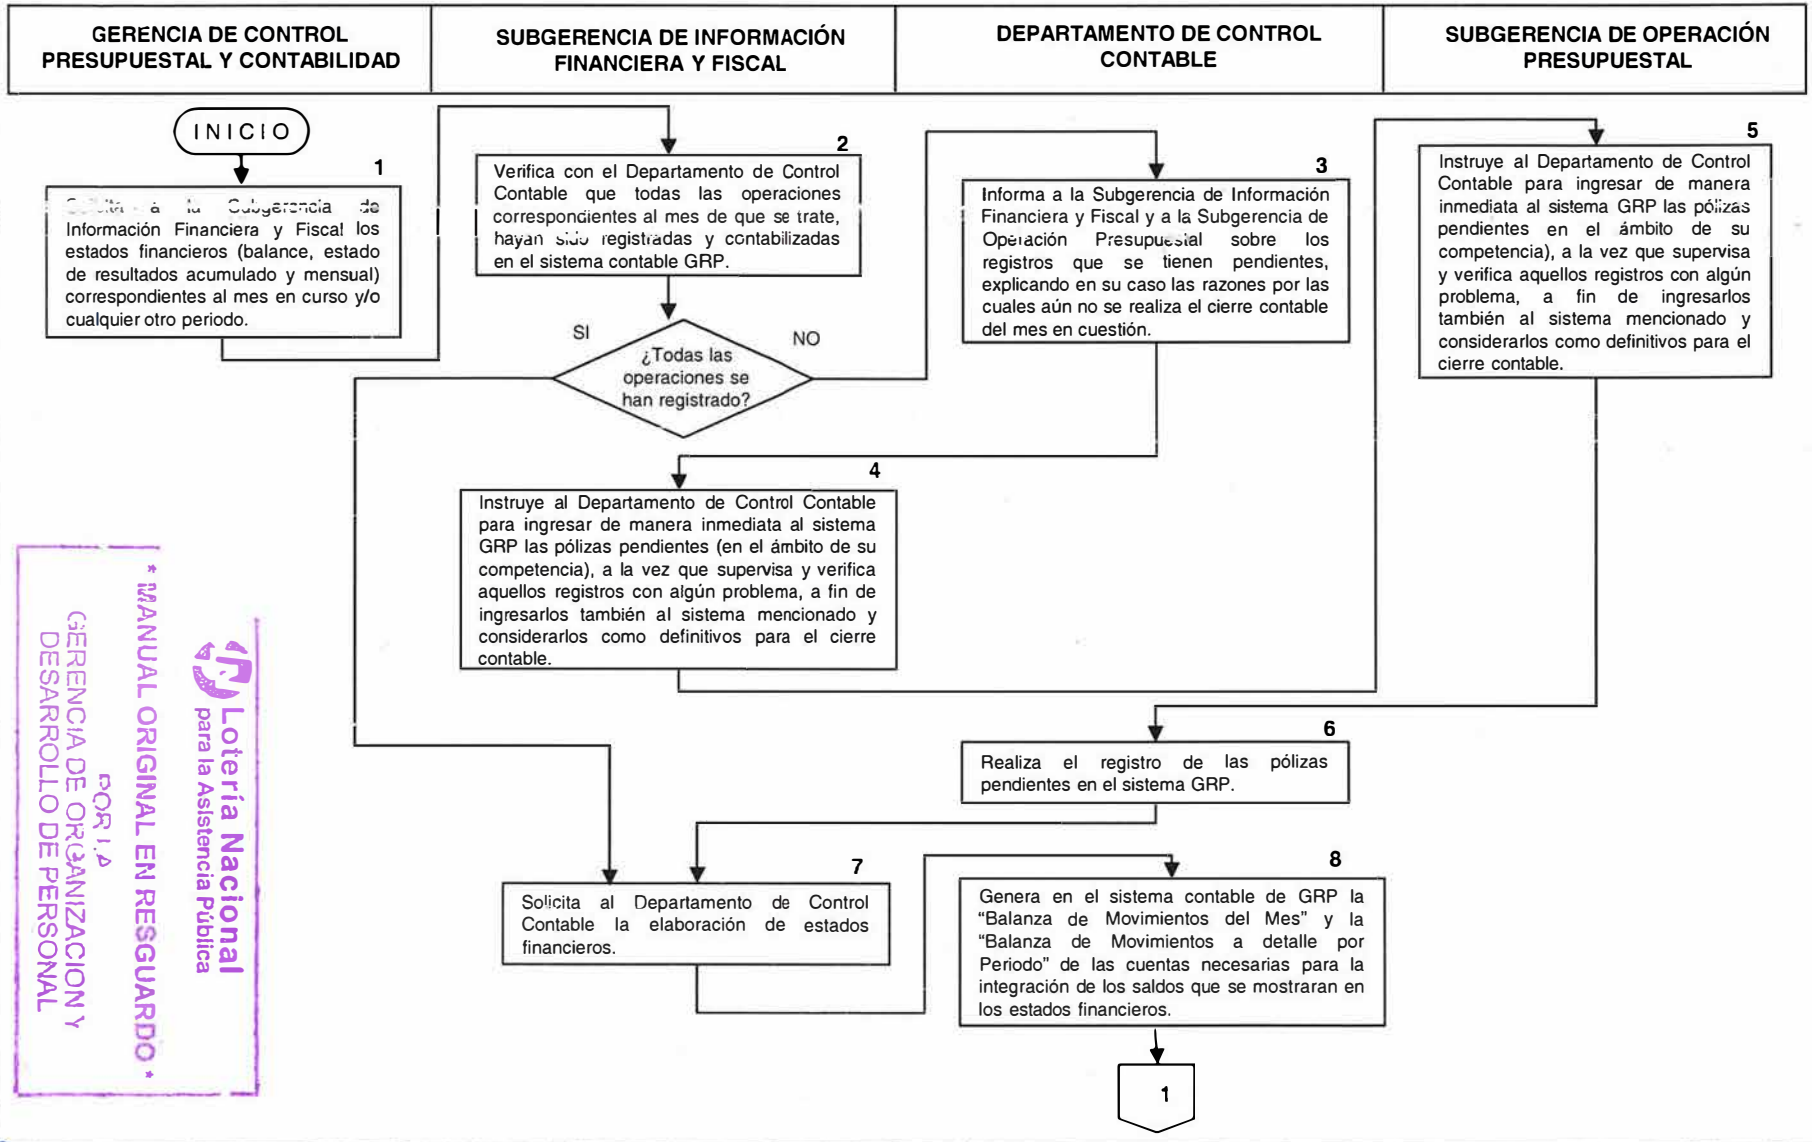 GERENCIA DE CONTROL
PRESUPUESTAL Y CONTABILIDAD
SUBGERENCIA DE INFORMACIÓN
FINANCIERA Y FISCAL
DEPARTAMENTO DE CONTROL
CONTABLE
SUBGERENCIA DE OPERACIÓN
PRESUPUESTAL
INICIO
1
Solicita a la Subgerencia de
Información Financiera y Fiscal los
estados financieros (balance, estado
de resultados acumulado y mensual)
correspondientes al mes en curso y/o
cualquier otro periodo.
2
Verifica con el Departamento de Control
Contable que todas las operaciones
correspondientes al mes de que se trate,
hayan sido registradas y contabilizadas
en el sistema contable GRP.
SI
NO
¿Todas las
operaciones se
han registrado?
3
Informa a la Subgerencia de Información
Financiera y Fiscal y a la Subgerencia de
Operación Presupuestal sobre los
registros que se tienen pendientes,
explicando en su caso las razones por las
cuales aún no se realiza el cierre contable
del mes en cuestión.
4
Instruye al Departamento de Control Contable
para ingresar de manera inmediata al sistema
GRP las pólizas pendientes (en el ámbito de su
competencia), a la vez que supervisa y verifica
aquellos registros con algún problema, a fin de
ingresarlos también al sistema mencionado y
considerarlos como definitivos para el cierre
contable.
5
Instruye al Departamento de Control
Contable para ingresar de manera
inmediata al sistema GRP las pólizas
pendientes en el ámbito de su
competencia), a la vez que supervisa
y verifica aquellos registros con algún
problema, a fin de ingresarlos
también al sistema mencionado y
considerarlos como definitivos para el
cierre contable.
6
Realiza el registro de las pólizas
pendientes en el sistema GRP.
7
Solicita al Departamento de Control
Contable la elaboración de estados
financieros.
8
Genera en el sistema contable de GRP la
“Balanza de Movimientos del Mes” y la
“Balanza de Movimientos a detalle por
Periodo” de las cuentas necesarias para la
integración de los saldos que se mostraran en
los estados financieros.
1
Lotería Nacional
para la Asistencia Pública
* MANUAL ORIGINAL EN RESGUARDO *
POR LA
GERENCIA DE ORGANIZACION Y
DESARROLLO DE PERSONAL